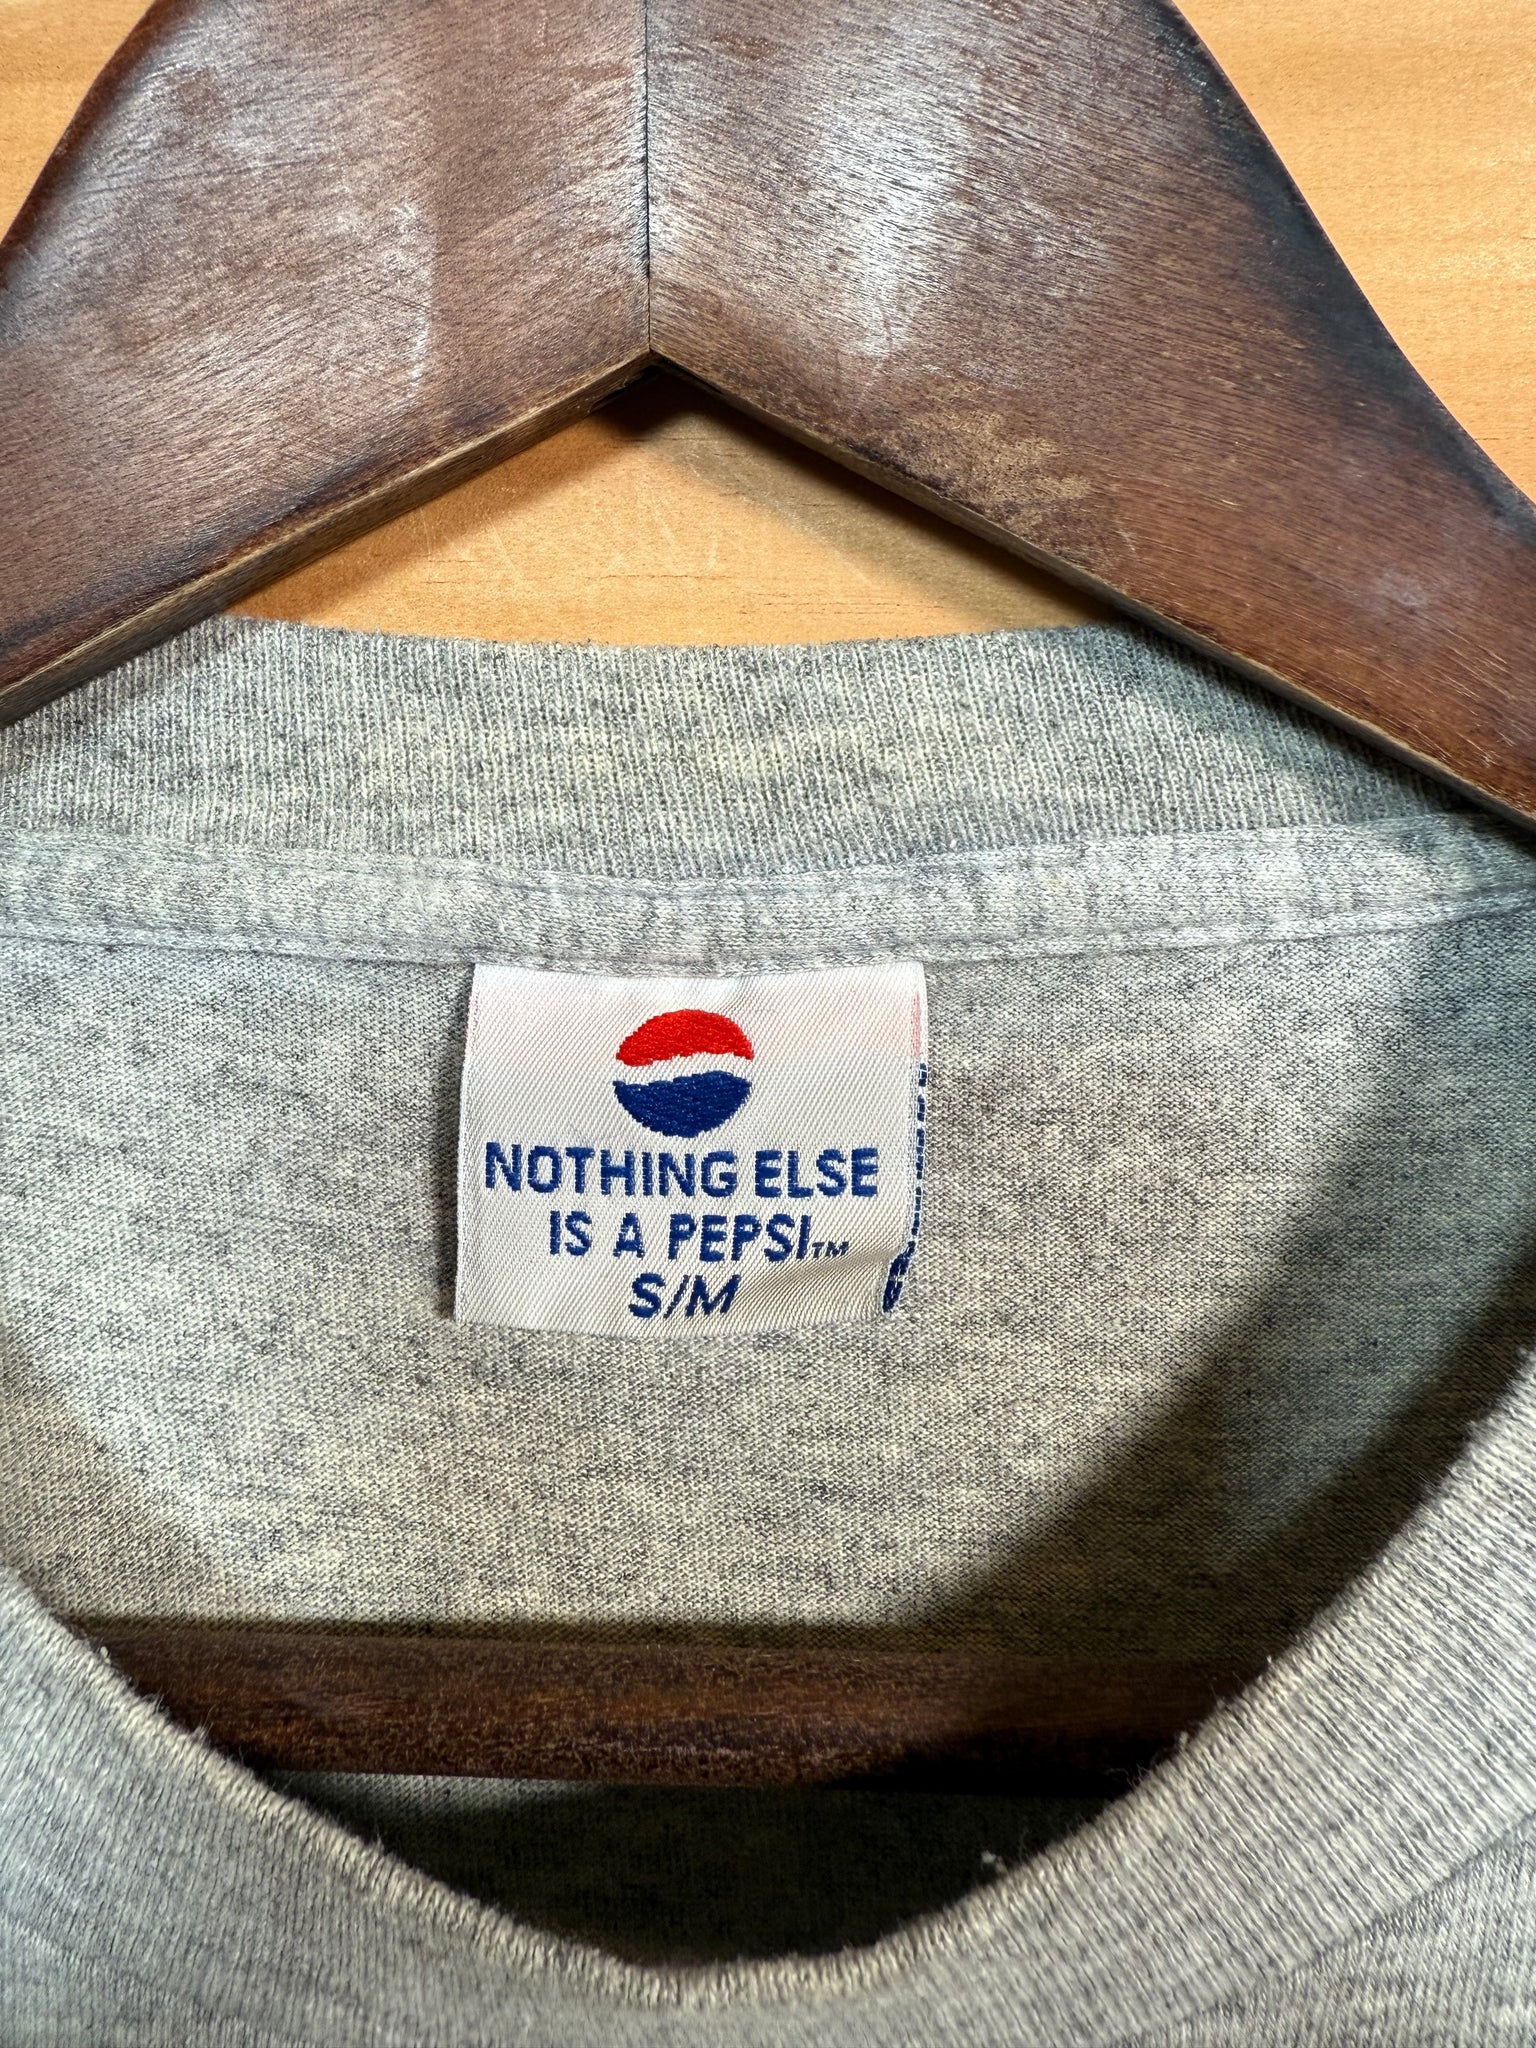 NOTHING ELSE
IS A PEPSI™
S/M